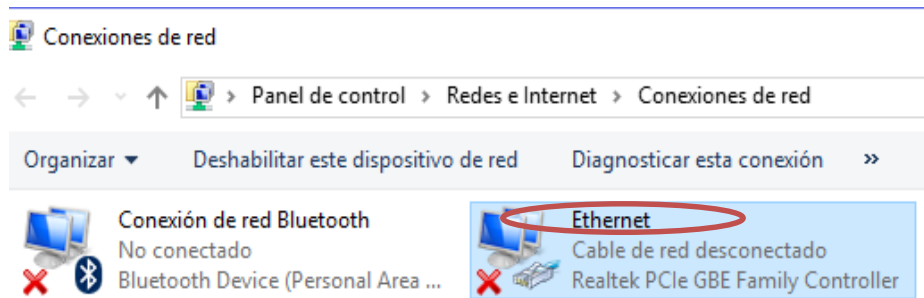 Conexiones de red
Panel de control > Redes e Internet > Conexiones de red
Organizar Deshabilitar este dispositivo de red Diagnosticar esta conexión »
Conexión de red Bluetooth
No conectado
Bluetooth Device (Personal Area ...
Ethernet
Cable de red desconectado
Realtek PCIe GBE Family Controller